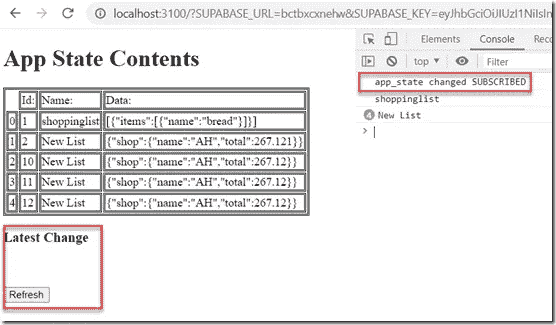 localhost:3100/?SUPABASE_URL=bctbxcxnehw&SUPABASE_KEY=eyJhbGciOiJIUzI1NiIsIn
App State Contents
Id: Name: Data:
0 1 shoppinglist [{"items":[{"name":"bread"}]}]
1 2 New List {"shop":{"name":"AH","total":267.121}}
2 10 New List {"shop":{"name":"AH","total":267.12}}
3 11 New List {"shop":{"name":"AH","total":267.12}}
4 12 New List {"shop":{"name":"AH","total":267.12}}
Latest Change
Refresh
Elements Console
top Filter
app_state changed SUBSCRIBED
shoppinglist
4 New List